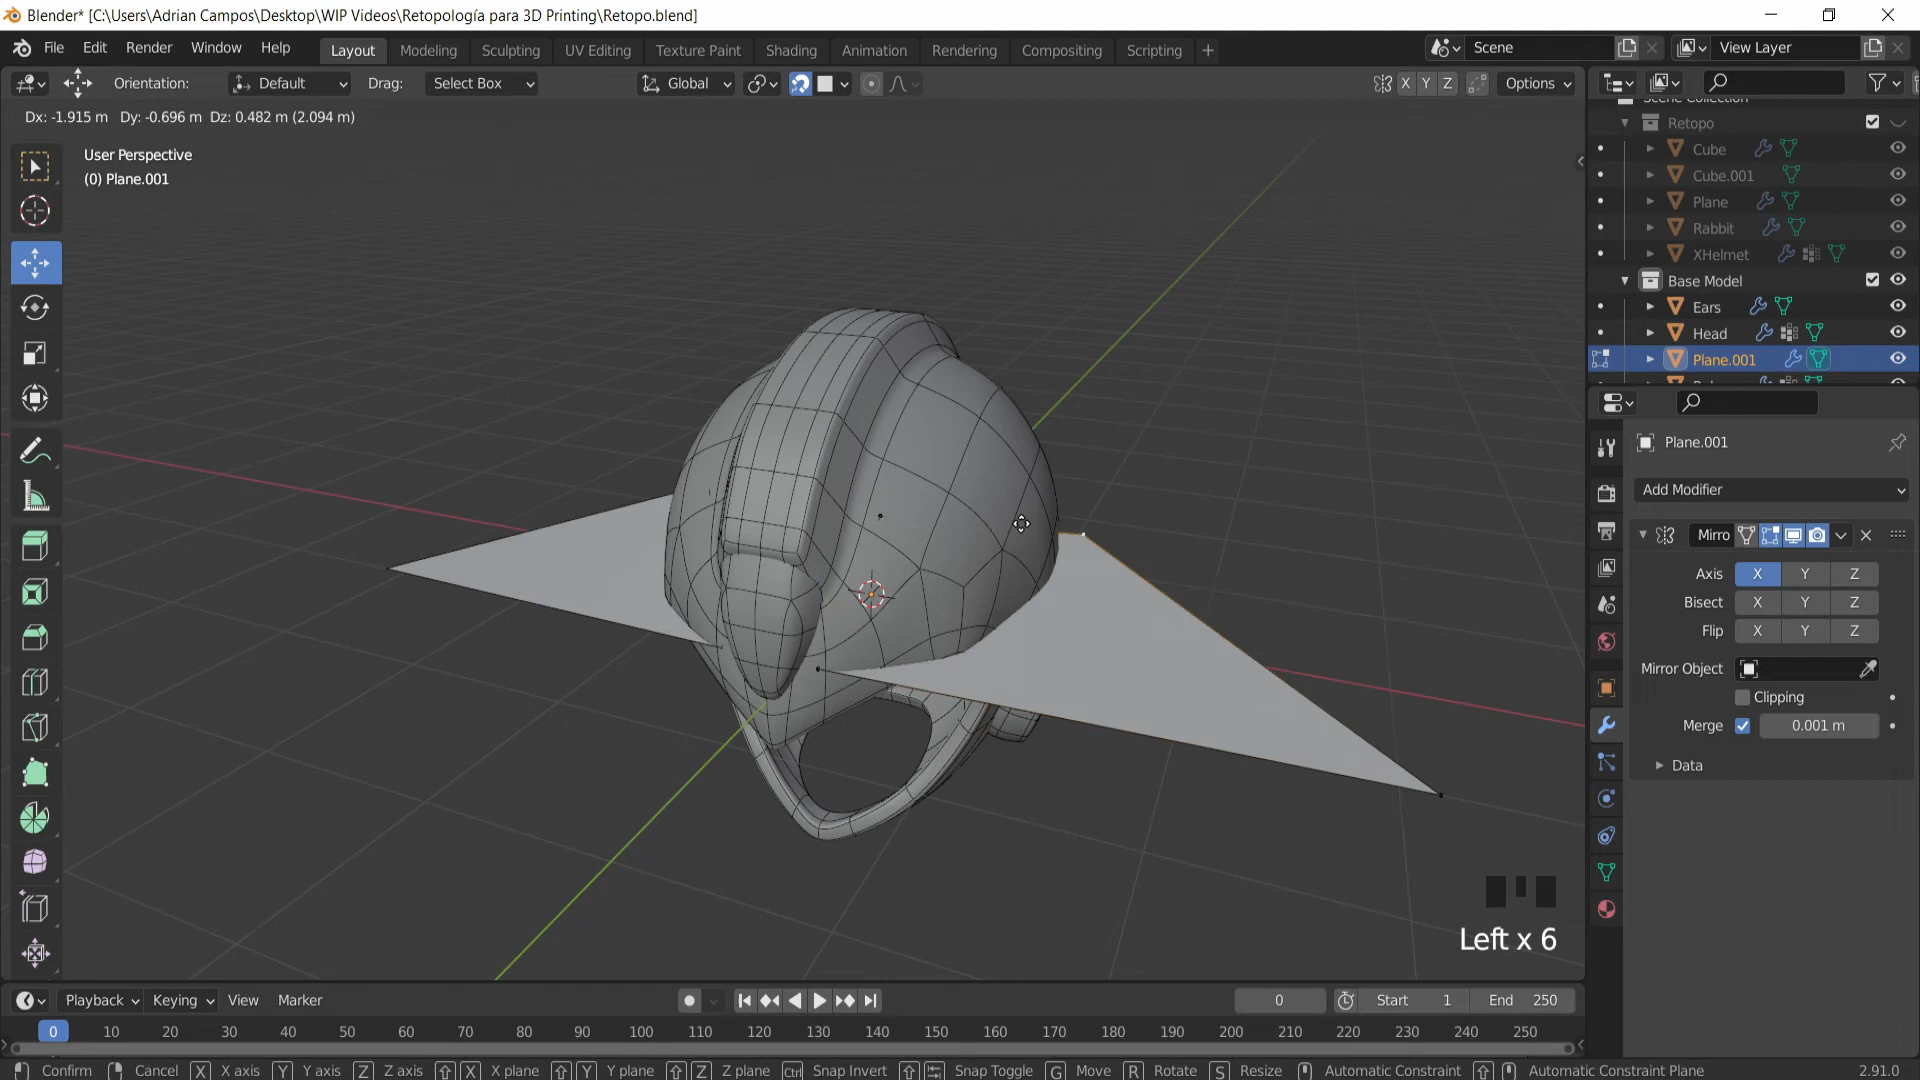 Blender* [C:\Users\Adrian Campos\Desktop\WIP Videos\Retopología para 3D Printing\Retopo.blend]
File Edit Render Window Help Layout Modeling Sculpting UV Editing Texture Paint Shading Animation Rendering Compositing Scripting + Scene View Layer
Orientation: Default Drag: Select Box Global X Y Z Options
Dx: -1.915 m Dy: -0.696 m Dz: 0.482 m (2.094 m)
User Perspective
(0) Plane.001
Scene Collection
Retopo
Cube
Cube.001
Plane
Rabbit
XHelmet
Base Model
Ears
Head
Plane.001
Plane.001
Add Modifier
Mirro
Axis X Y Z
Bisect X Y Z
Flip X Y Z
Mirror Object
Clipping
Merge 0.001 m
Data
Left x 6
Playback Keying View Marker 0 Start 1 End 250
0 10 20 30 40 50 60 70 80 90 100 110 120 130 140 150 160 170 180 190 200 210 220 230 240 250
Confirm Cancel X X axis Y Y axis Z Z axis X X plane Y Y plane Z Z plane Ctrl Snap Invert Snap Toggle G Move R Rotate S Resize Automatic Constraint Automatic Constraint Plane 2.91.0